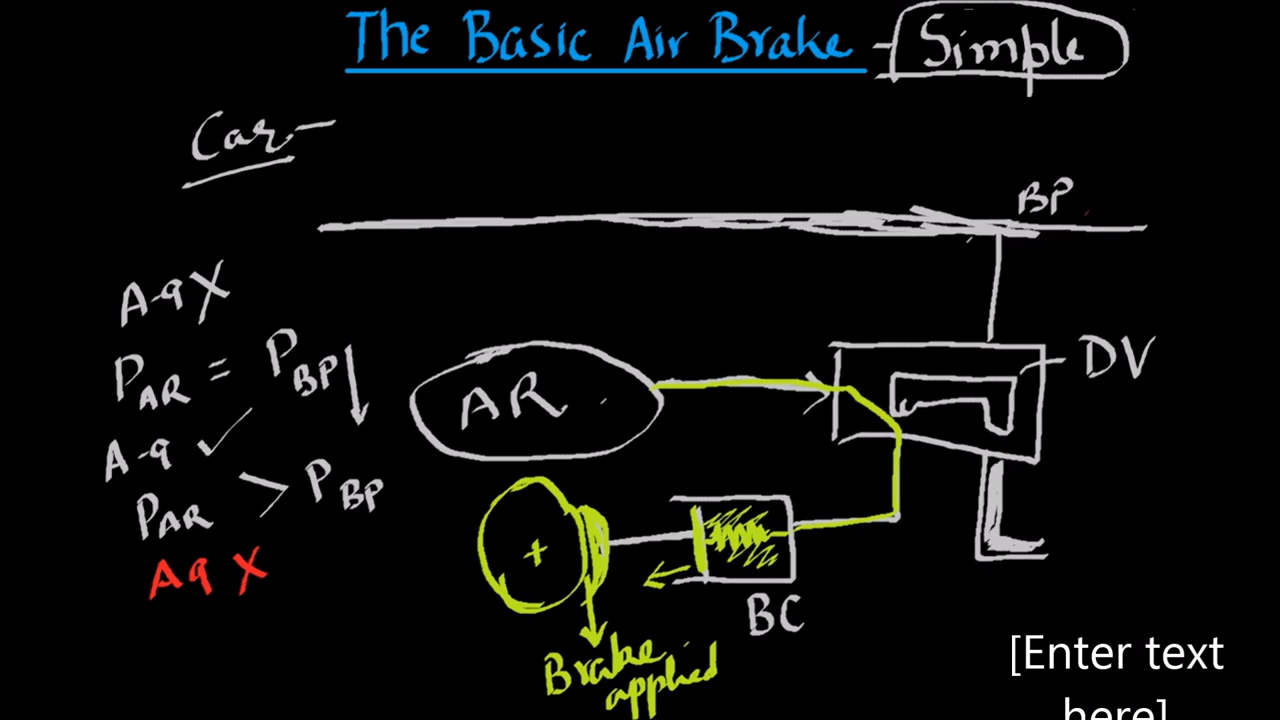 The Basic Air Brake - Simple
Car-
BP
A-9 X
PAR = PBP ↓
DV
AR
A-9 ✓
PAR > PBP
A9 X
BC
Brake
applied
[Enter text
here]